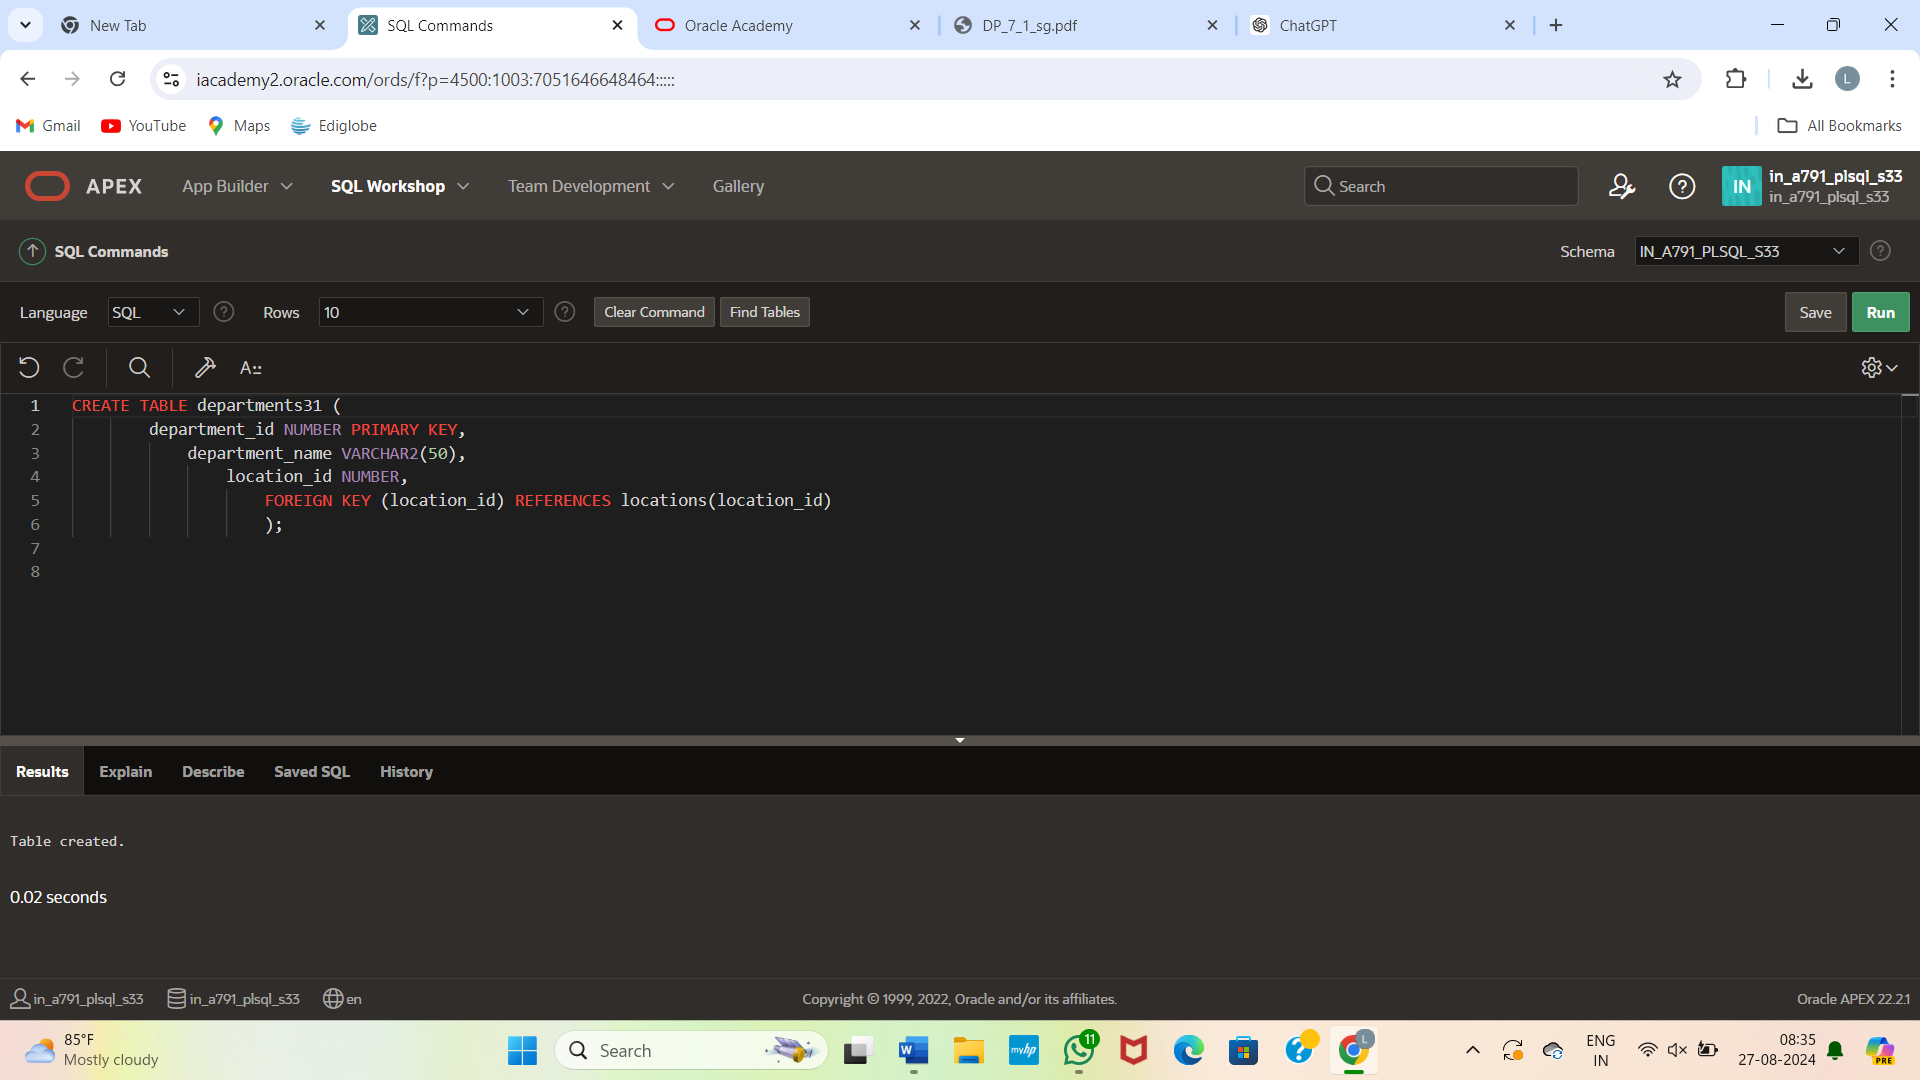 New Tab
SQL Commands
Oracle Academy
DP_7_1_sg.pdf
ChatGPT
iacademy2.oracle.com/ords/f?p=4500:1003:7051646648464:::::
L
Gmail
YouTube
Maps
Ediglobe
All Bookmarks
APEX
App Builder
SQL Workshop
Team Development
Gallery
Search
IN
in_a791_plsql_s33
in_a791_plsql_s33
SQL Commands
Schema
IN_A791_PLSQL_S33
Language
SQL
Rows
10
Clear Command
Find Tables
Save
Run
A::
1 CREATE TABLE departments31 (
2 department_id NUMBER PRIMARY KEY,
3 department_name VARCHAR2(50),
4 location_id NUMBER,
5 FOREIGN KEY (location_id) REFERENCES locations(location_id)
6 );
7
8
Results
Explain
Describe
Saved SQL
History
Table created.
0.02 seconds
in_a791_plsql_s33
in_a791_plsql_s33
en
Copyright © 1999, 2022, Oracle and/or its affiliates.
Oracle APEX 22.2.1
85°F
Mostly cloudy
Search
W
myhp
11
L
ENG
IN
08:35
27-08-2024
PRE